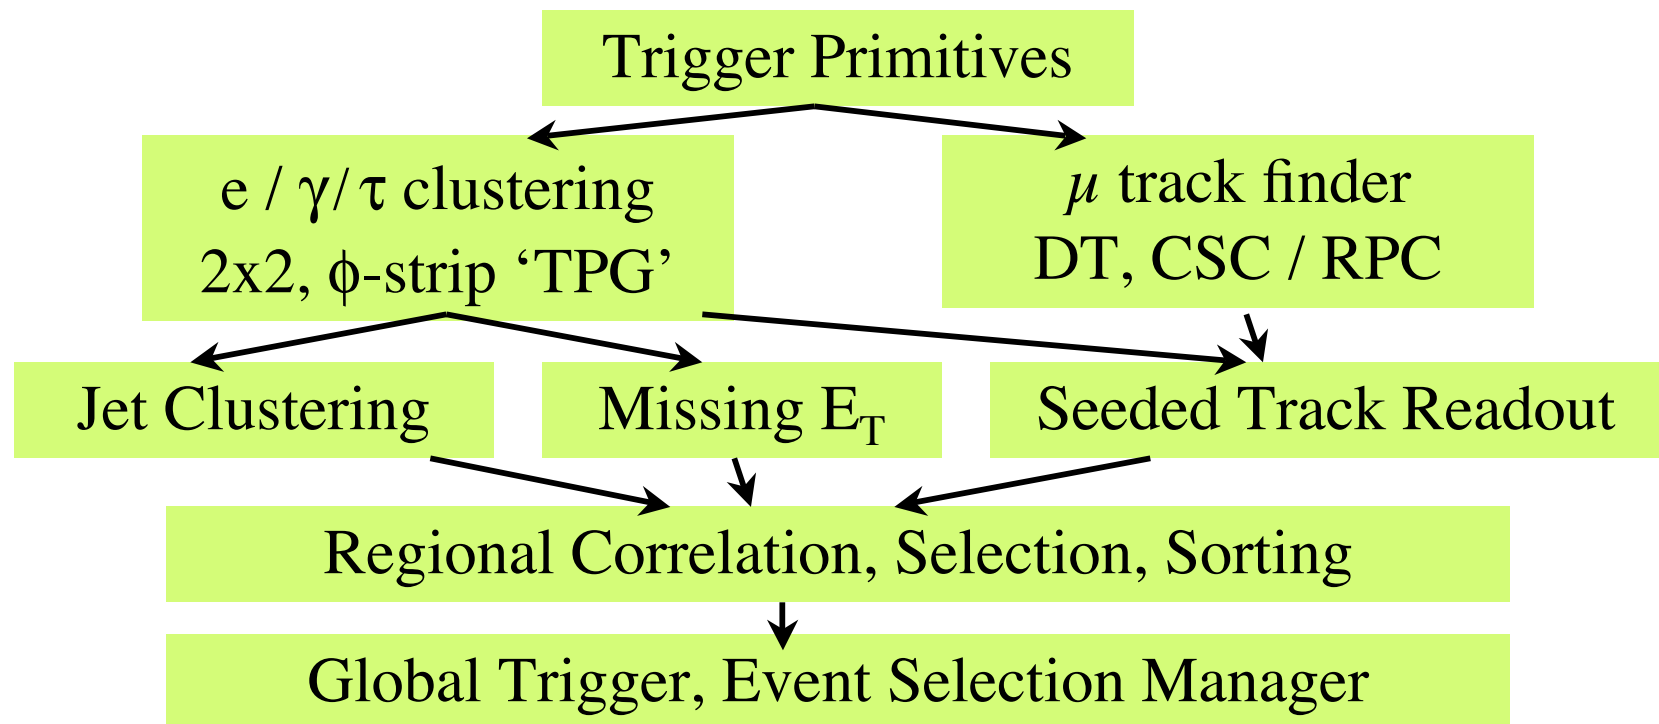 Trigger Primitives
e / γ/ τ clustering
2x2, ϕ-strip ‘TPG’
μ track finder
DT, CSC / RPC
Jet Clustering
Missing E_T
Seeded Track Readout
Regional Correlation, Selection, Sorting
Global Trigger, Event Selection Manager